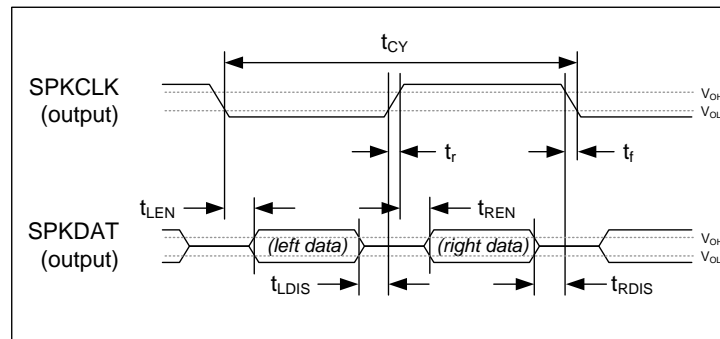 tCY
SPKCLK
(output)
VOH
VOL
tr
tf
tLEN
tREN
SPKDAT
(output)
(left data)
(right data)
VOH
VOL
tLDIS
tRDIS